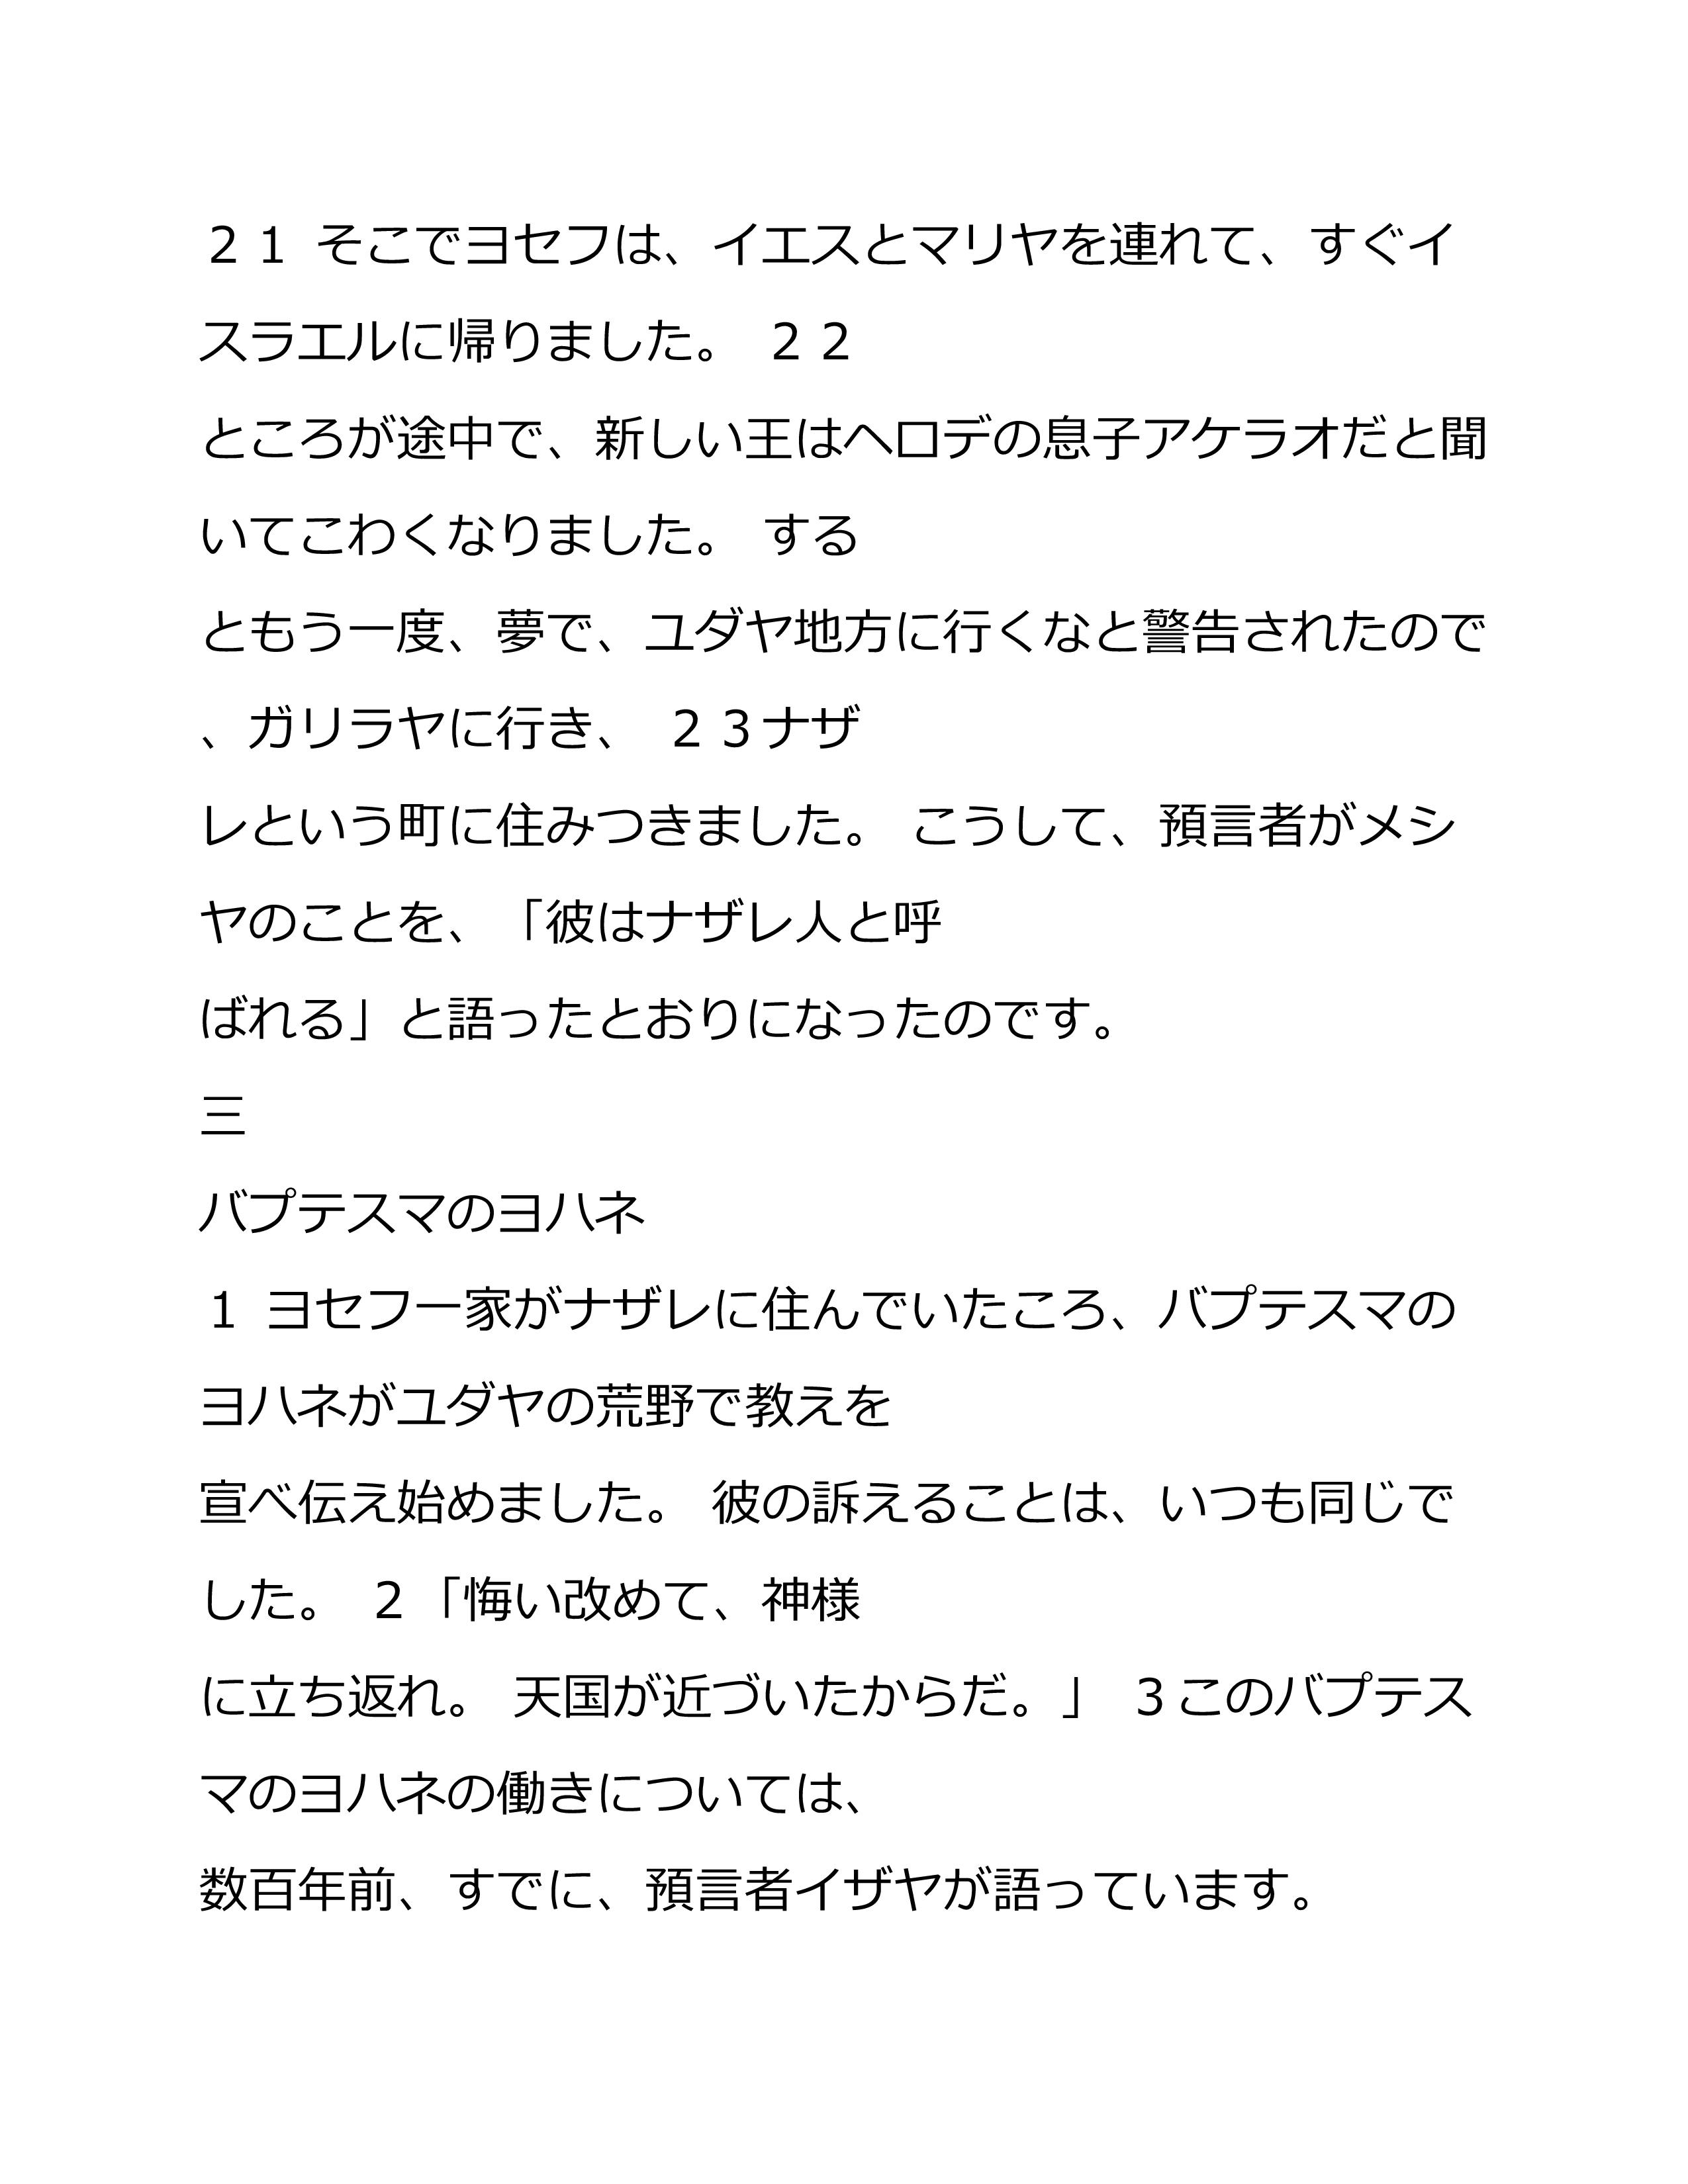 ２１ そこでヨセフは、イエスとマリヤを連れて、すぐイ
スラエルに帰りました。 ２２
ところが途中で、新しい王はヘロデの息子アケラオだと聞
いてこわくなりました。 する
ともう一度、夢で、ユダヤ地方に行くなと警告されたので
、ガリラヤに行き、 ２３ナザ
レという町に住みつきました。 こうして、預言者がメシ
ヤのことを、「彼はナザレ人と呼
ばれる」と語ったとおりになったのです。
三
バプテスマのヨハネ
１ ヨセフ一家がナザレに住んでいたころ、バプテスマの
ヨハネがユダヤの荒野で教えを
宣べ伝え始めました。 彼の訴えることは、いつも同じで
した。 ２「悔い改めて、神様
に立ち返れ。 天国が近づいたからだ。」 ３このバプテス
マのヨハネの働きについては、
数百年前、すでに、預言者イザヤが語っています。